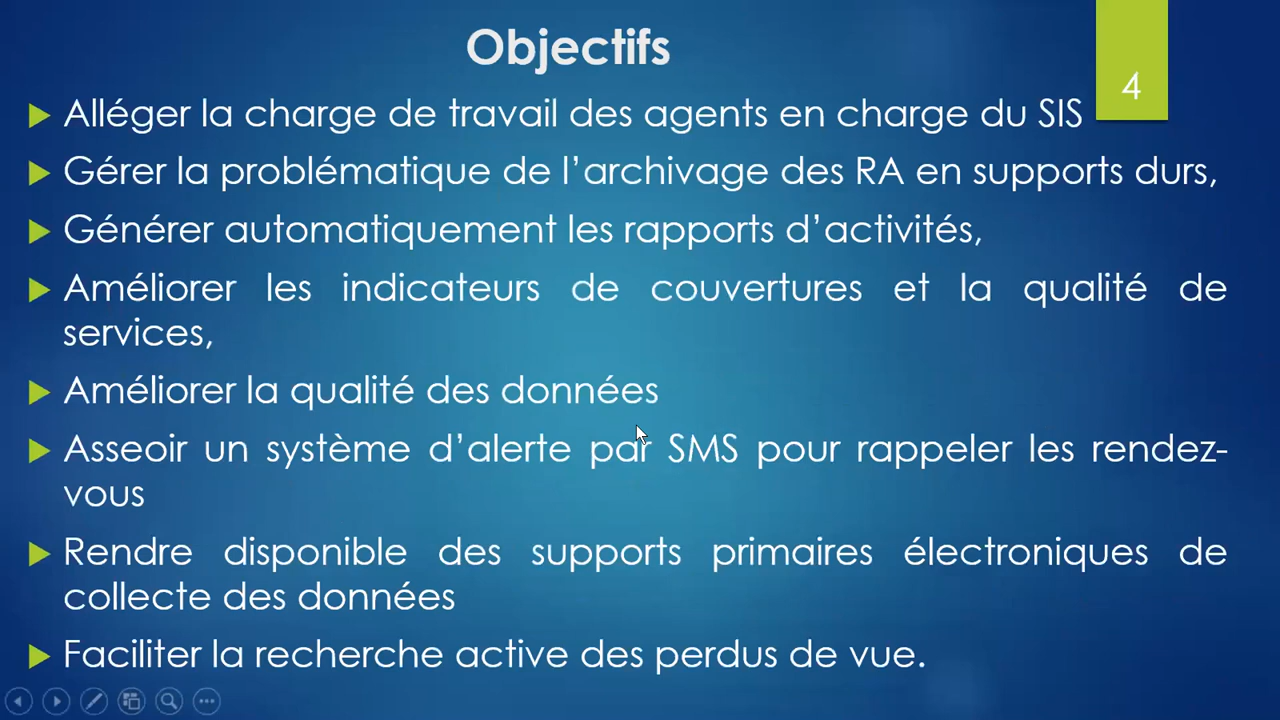 Objectifs
4
Alléger la charge de travail des agents en charge du SIS
Gérer la problématique de l’archivage des RA en supports durs,
Générer automatiquement les rapports d’activités,
Améliorer les indicateurs de couvertures et la qualité de
services,
Améliorer la qualité des données
Asseoir un système d’alerte par SMS pour rappeler les rendez-
vous
Rendre disponible des supports primaires électroniques de
collecte des données
Faciliter la recherche active des perdus de vue.